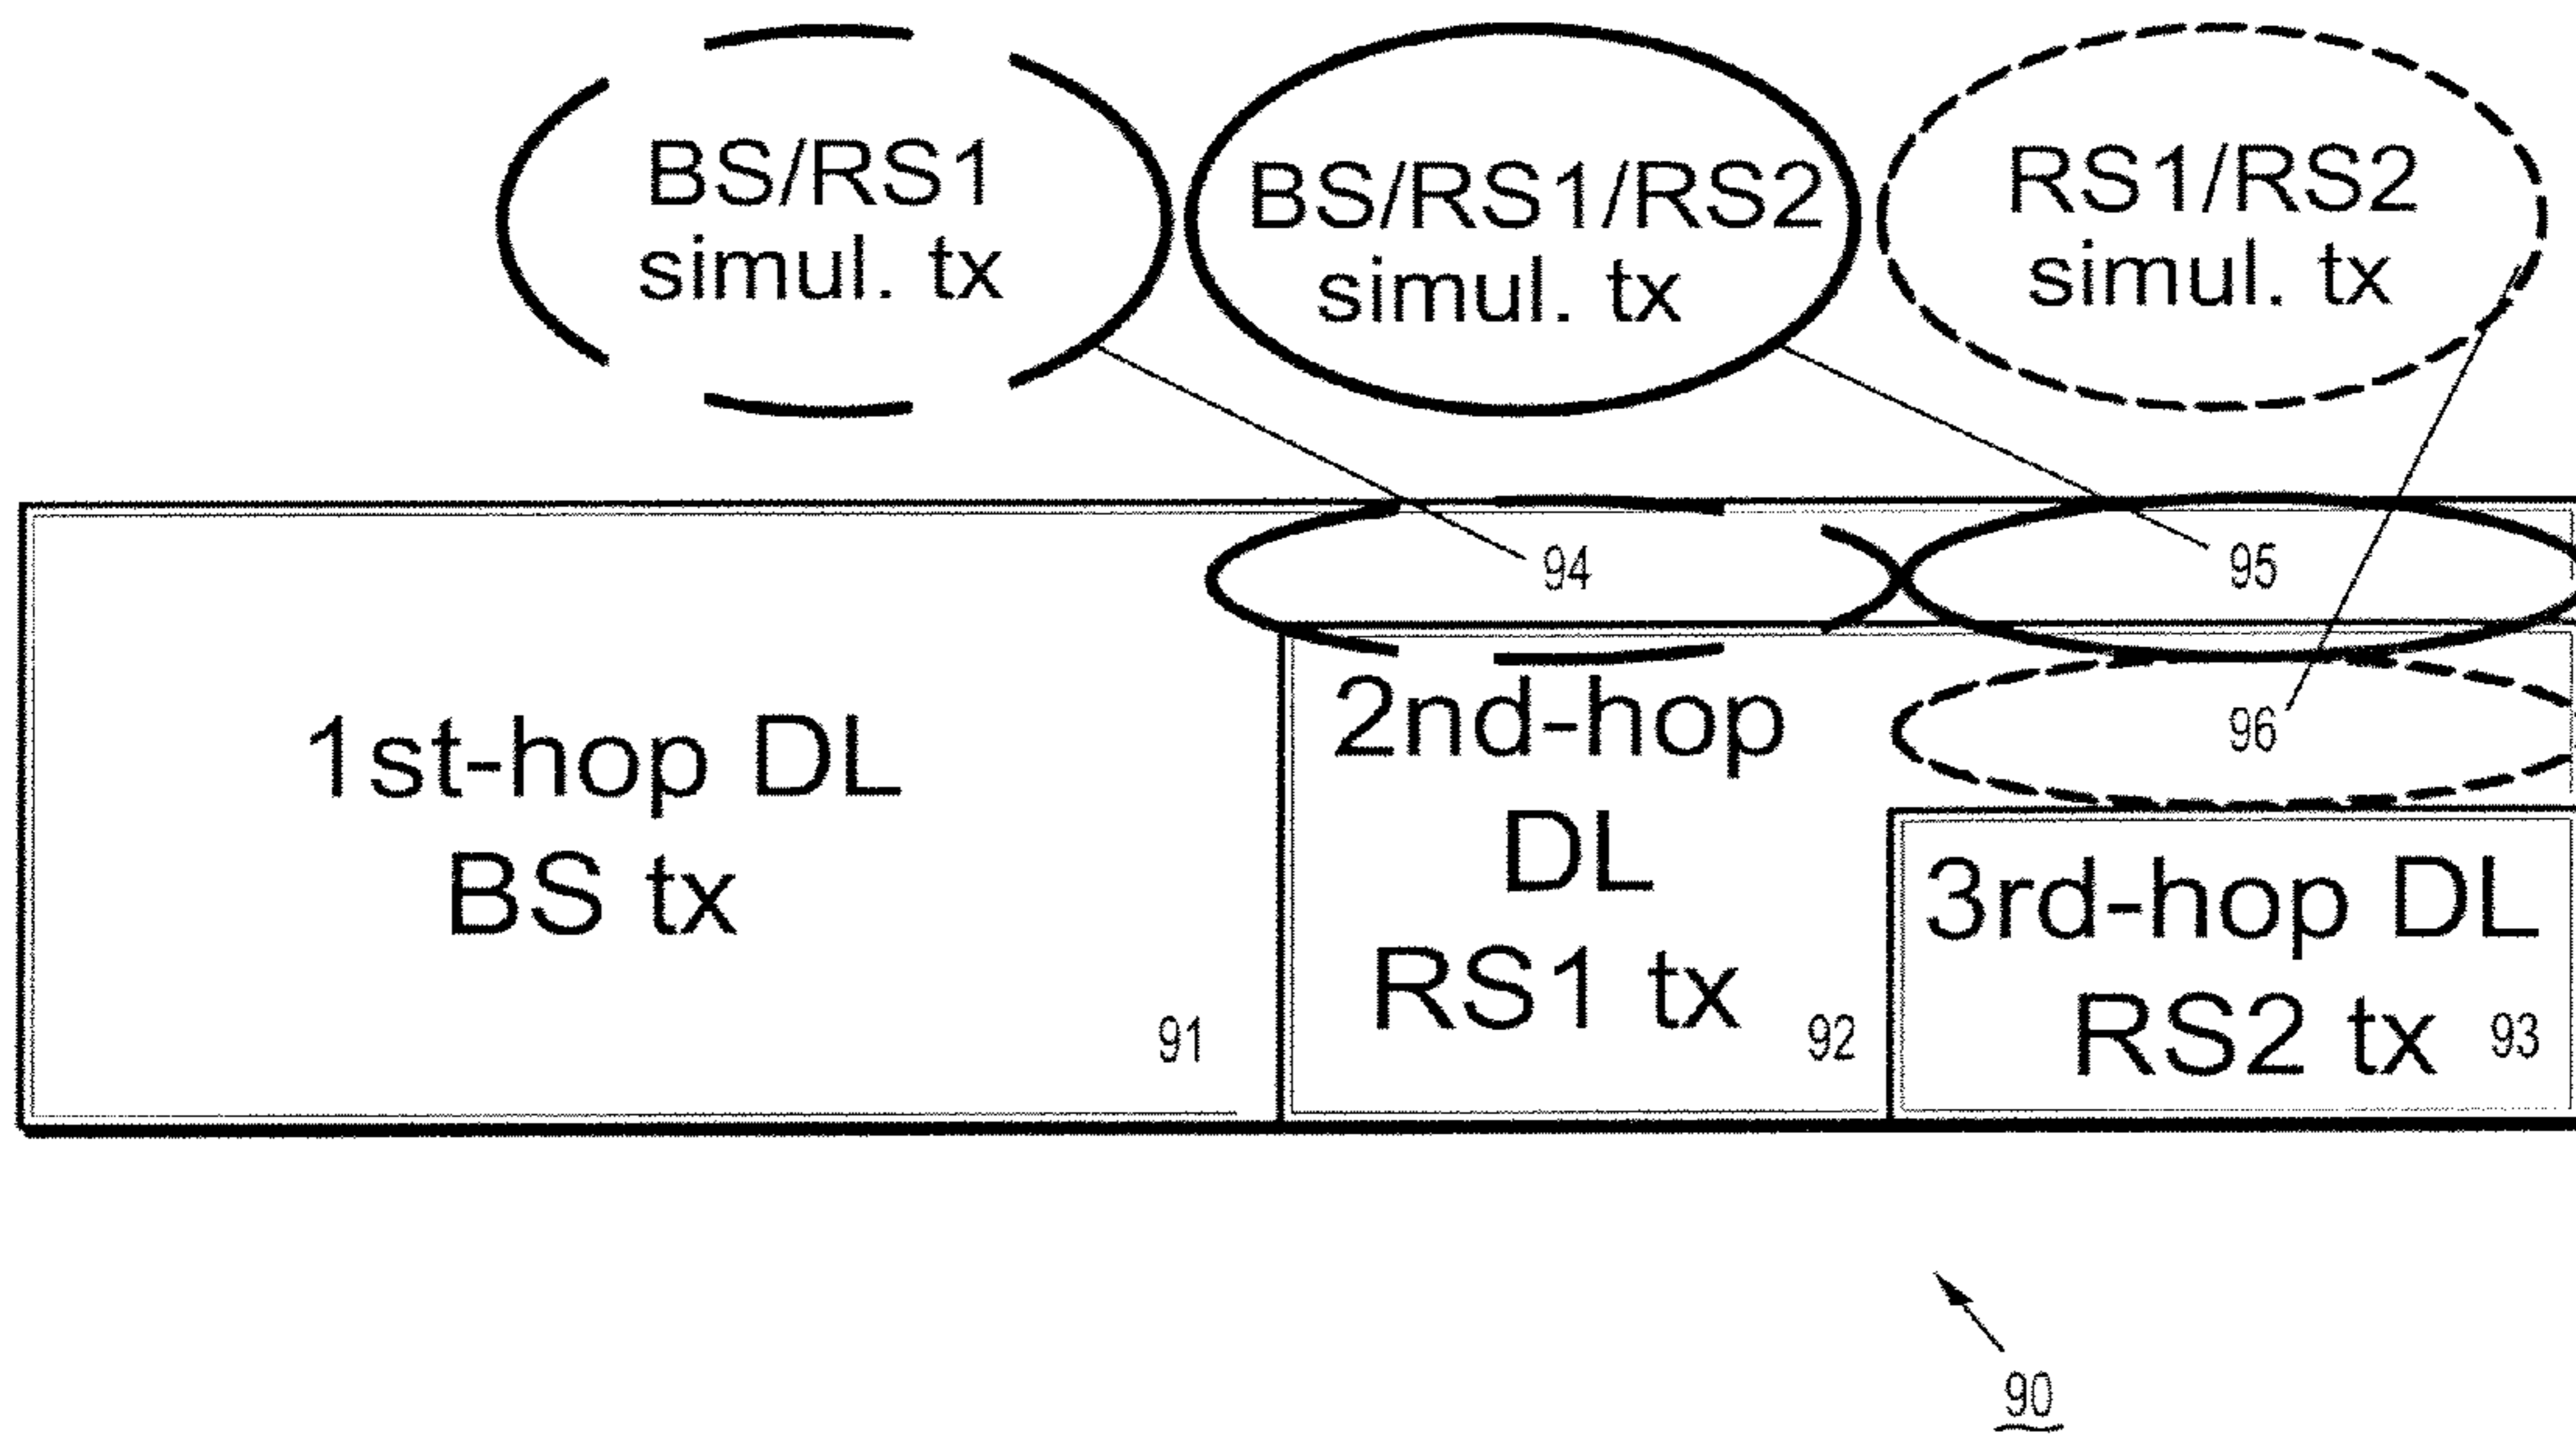 BS/RS1
simul. tx
BS/RS1/RS2
simul. tx
RS1/RS2
simul. tx
94
95
96
1st-hop DL
BS tx
91
2nd-hop
DL
RS1 tx
92
3rd-hop DL
RS2 tx
93
90